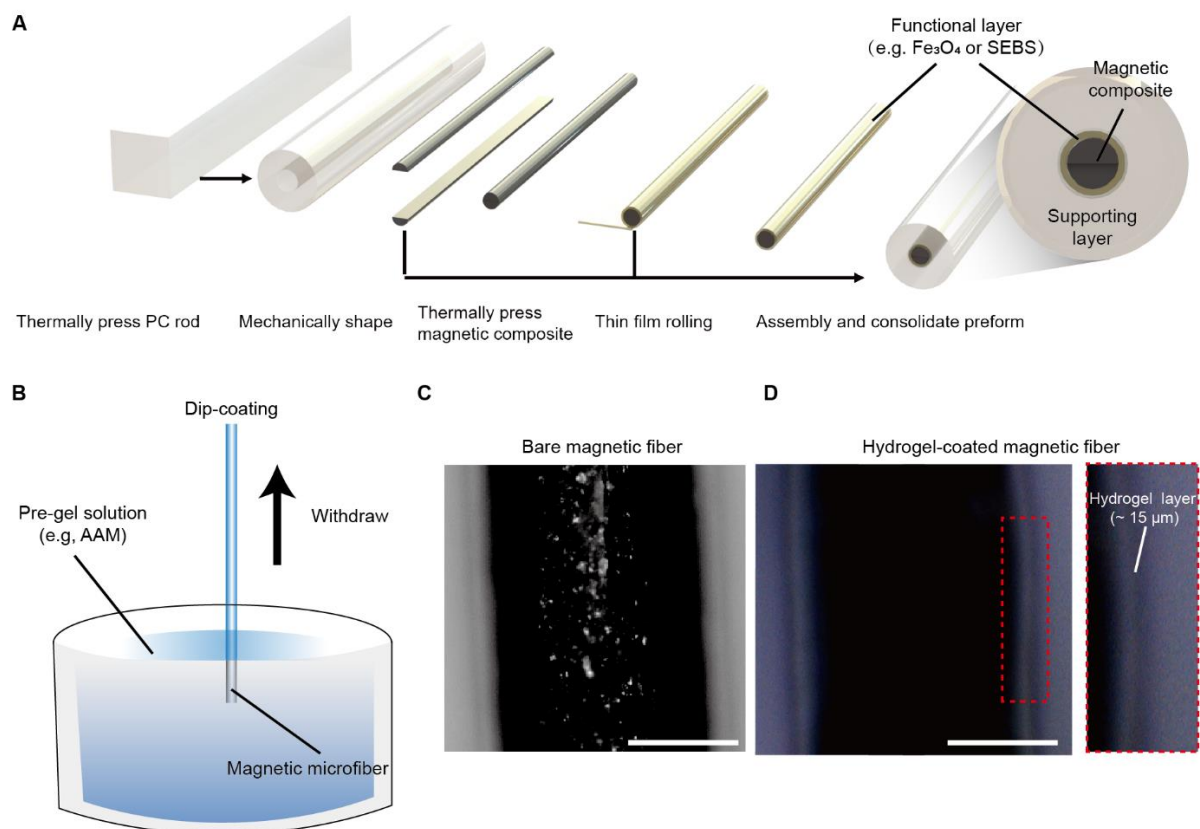 A
Functional layer
(e.g. Fe₃O₄ or SEBS)
Magnetic
composite
Supporting
layer
Thermally press PC rod
Mechanically shape
Thermally press
magnetic composite
Thin film rolling
Assembly and consolidate preform
B
Dip-coating
Pre-gel solution
(e.g, AAM)
Withdraw
Magnetic microfiber
C
Bare magnetic fiber
D
Hydrogel-coated magnetic fiber
Hydrogel layer
(~ 15 μm)